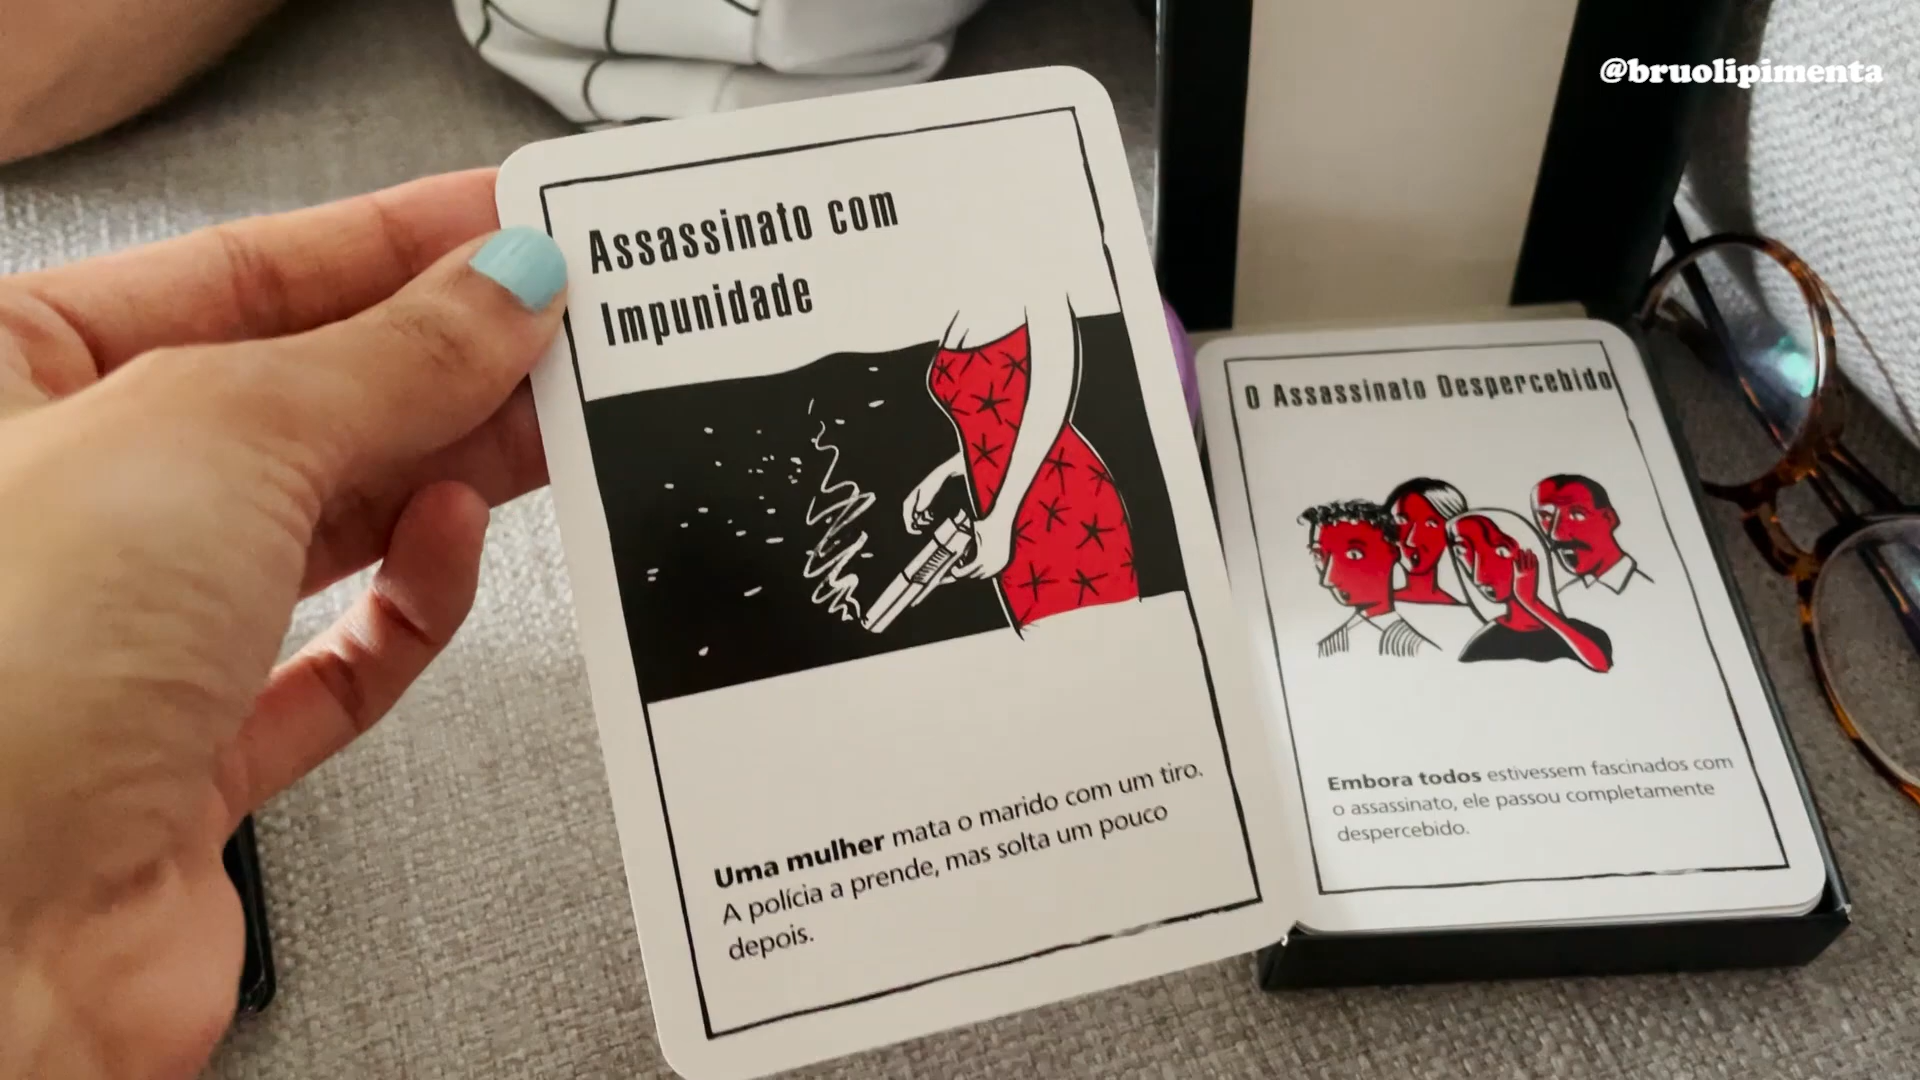 @bruolipimenta
Assassinato com
Impunidade
Uma mulher mata o marido com um tiro.
A polícia a prende, mas solta um pouco
depois.
O Assassinato Despercebido
Embora todos estivessem fascinados com
o assassinato, ele passou completamente
despercebido.